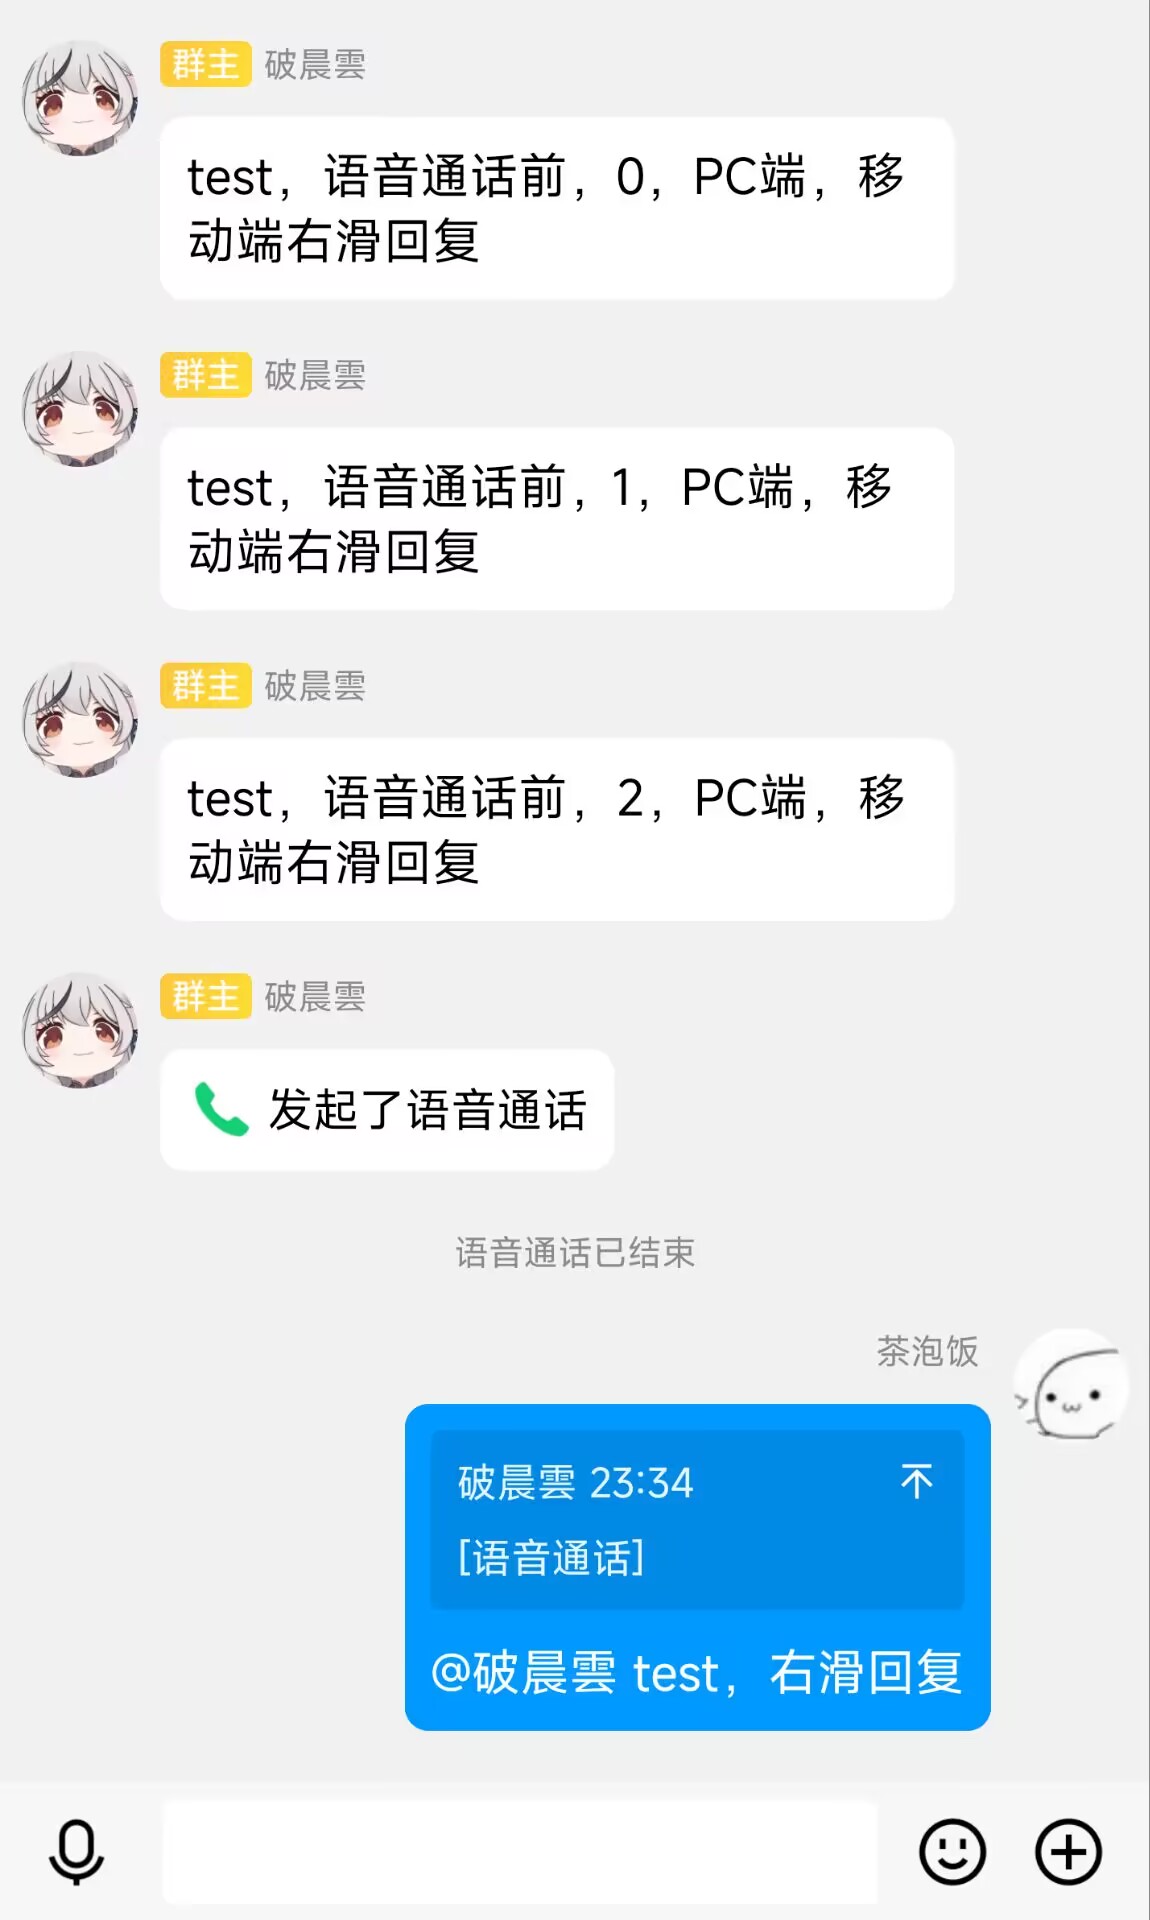 群主 破晨雲
test，语音通话前，0，PC端，移
动端右滑回复
群主 破晨雲
test，语音通话前，1，PC端，移
动端右滑回复
群主 破晨雲
test，语音通话前，2，PC端，移
动端右滑回复
群主 破晨雲
发起了语音通话
语音通话已结束
茶泡饭
破晨雲 23:34
[语音通话]
@破晨雲 test，右滑回复